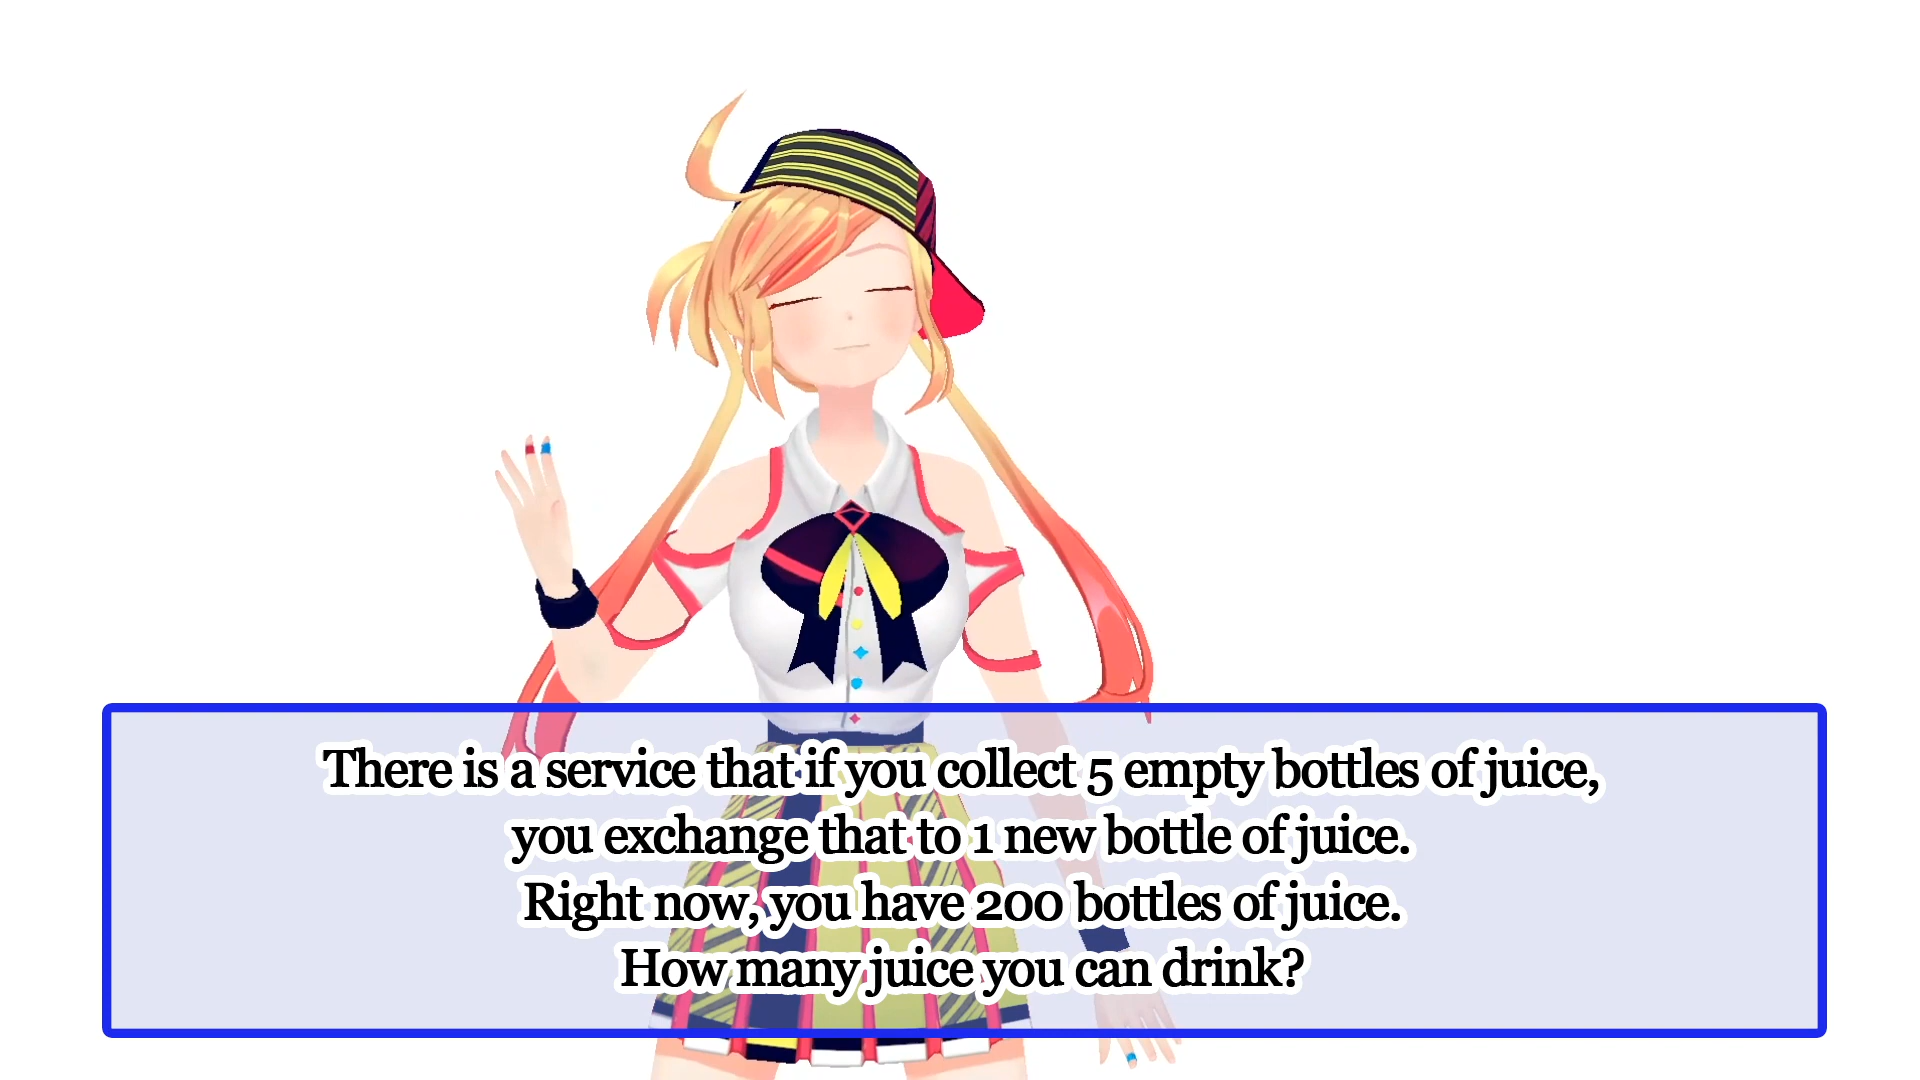 There is a service that if you collect 5 empty bottles of juice,
you exchange that to 1 new bottle of juice.
Right now, you have 200 bottles of juice.
How many juice you can drink?